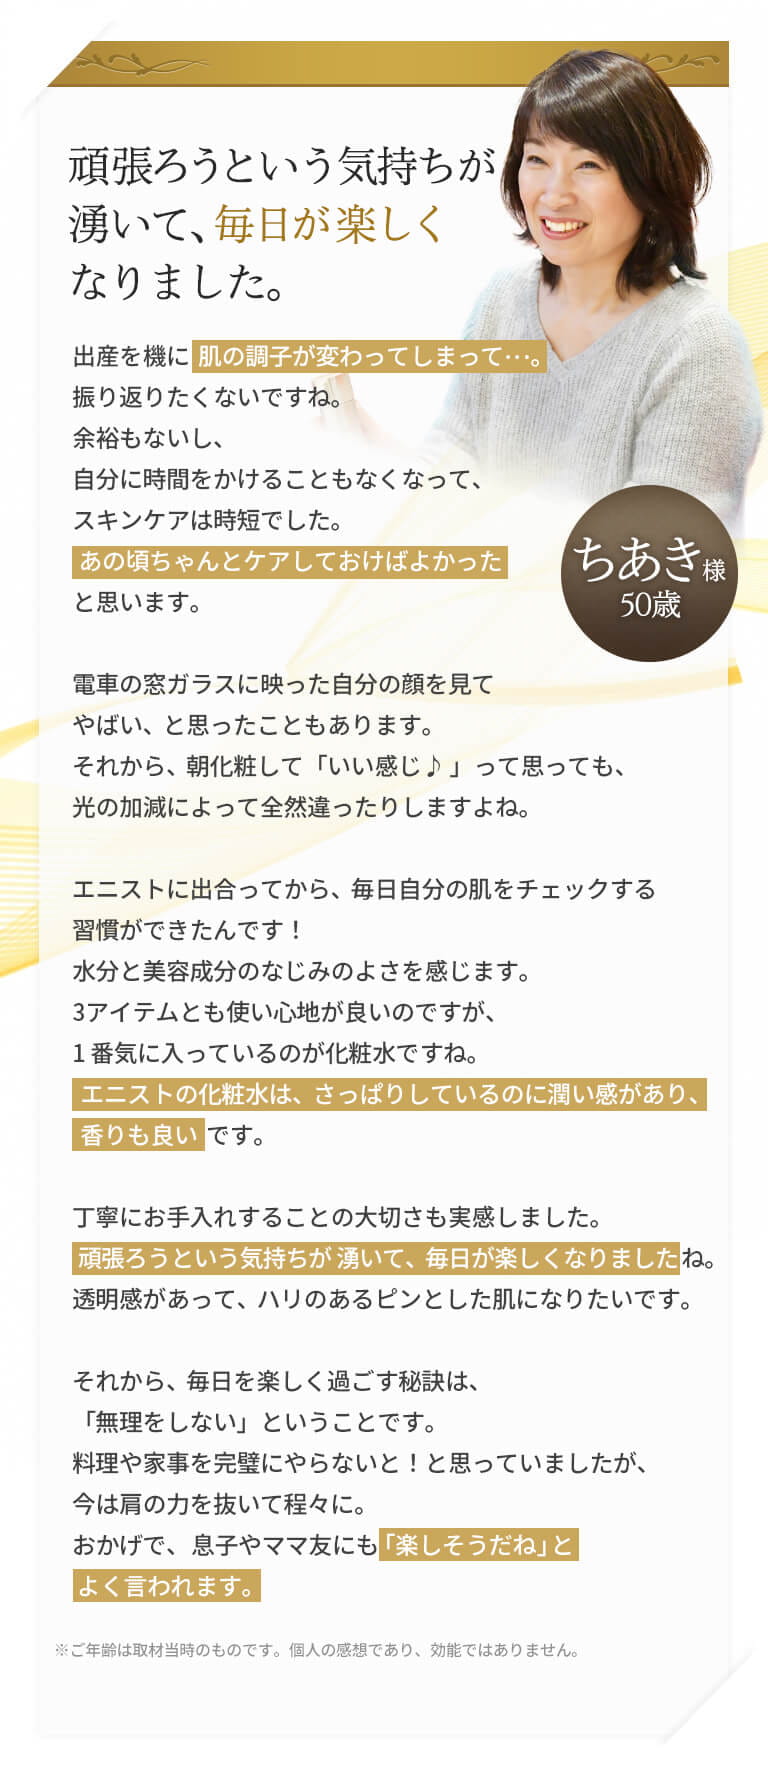 頑張ろうという気持ちが
湧いて、毎日が楽しく
なりました。
出産を機に 肌の調子が変わってしまって…。
振り返りたくないですね。
余裕もないし、
自分に時間をかけることもなくなって、
スキンケアは時短でした。
あの頃ちゃんとケアしておけばよかった
と思います。
ちあき様
50歳
電車の窓ガラスに映った自分の顔を見て
やばい、と思ったこともあります。
それから、朝化粧して「いい感じ♪」って思っても、
光の加減によって全然違ったりしますよね。
エニストに出合ってから、毎日自分の肌をチェックする
習慣ができたんです！
水分と美容成分のなじみのよさを感じます。
3アイテムとも使い心地が良いのですが、
1番気に入っているのが化粧水ですね。
エニストの化粧水は、さっぱりしているのに潤い感があり、
香りも良い です。
丁寧にお手入れすることの大切さも実感しました。
頑張ろうという気持ちが湧いて、毎日が楽しくなりましたね。
透明感があって、ハリのあるピンとした肌になりたいです。
それから、毎日を楽しく過ごす秘訣は、
「無理をしない」ということです。
料理や家事を完璧にやらないと！と思っていましたが、
今は肩の力を抜いて程々に。
おかげで、息子やママ友にも「楽しそうだね」と
よく言われます。
※ご年齢は取材当時のものです。個人の感想であり、効能ではありません。